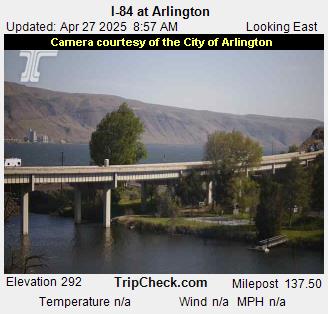 I-84 at Arlington
Updated: Apr 27 2025 8:57 AM Looking East
Camera courtesy of the City of Arlington
Elevation 292 TripCheck.com Milepost 137.50
Temperature n/a Wind n/a MPH n/a